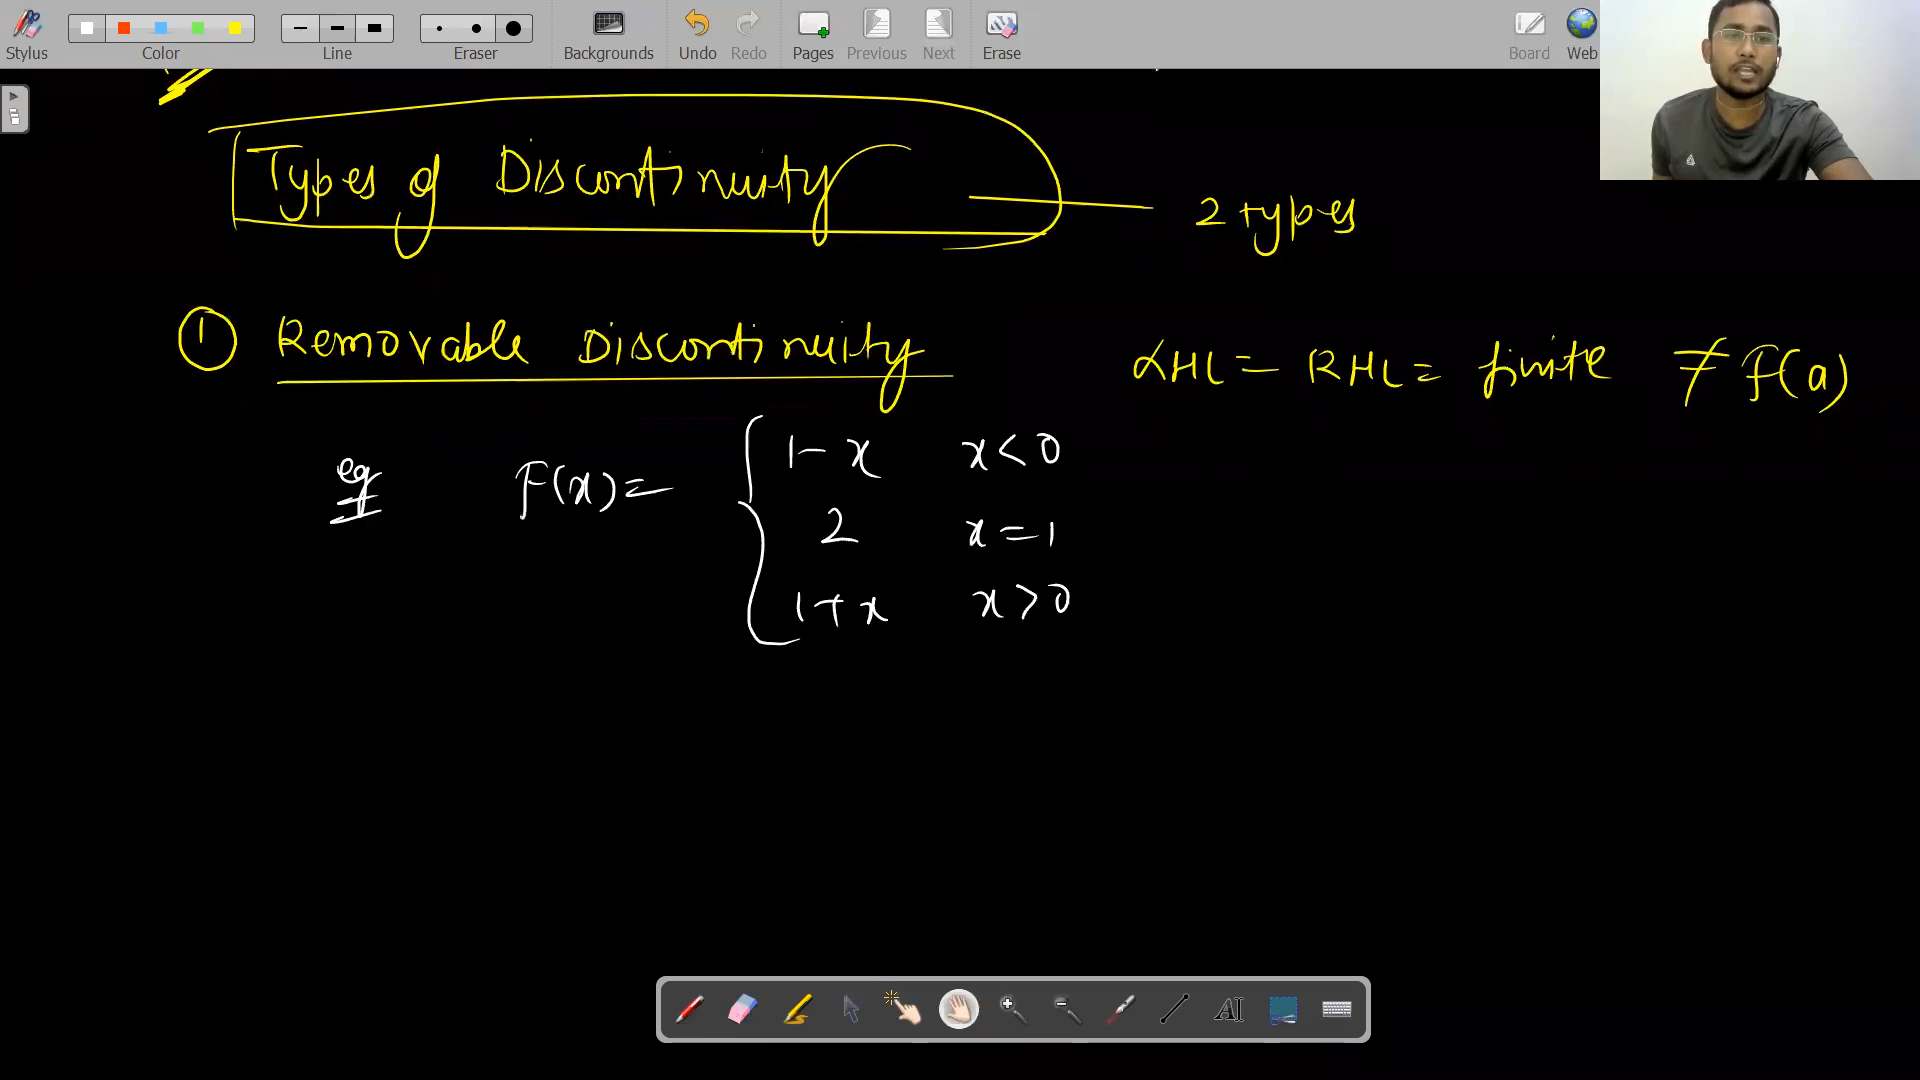 Stylus Color Line Eraser Backgrounds Undo Redo Pages Previous Next Erase Board Web
Types of Discontinuity 2 types
① Removable Discontinuity LHL = RHL = finite ≠ F(a)
eg F(x) = { 1 - x x < 0
2 x = 1
1 + x x > 0